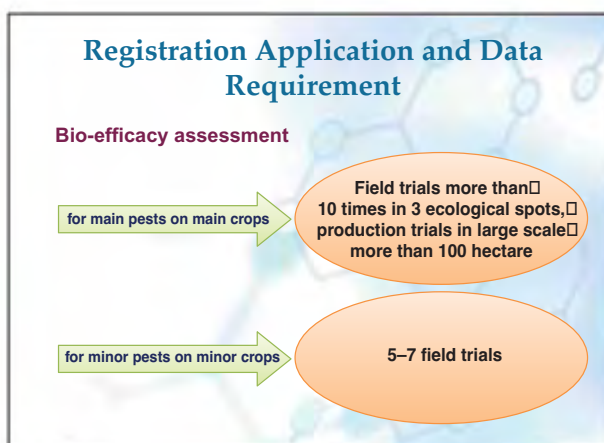 Registration Application and Data
Requirement
Bio-efficacy assessment
for main pests on main crops
Field trials more than□
10 times in 3 ecological spots,□
production trials in large scale□
more than 100 hectare
for minor pests on minor crops
5–7 field trials